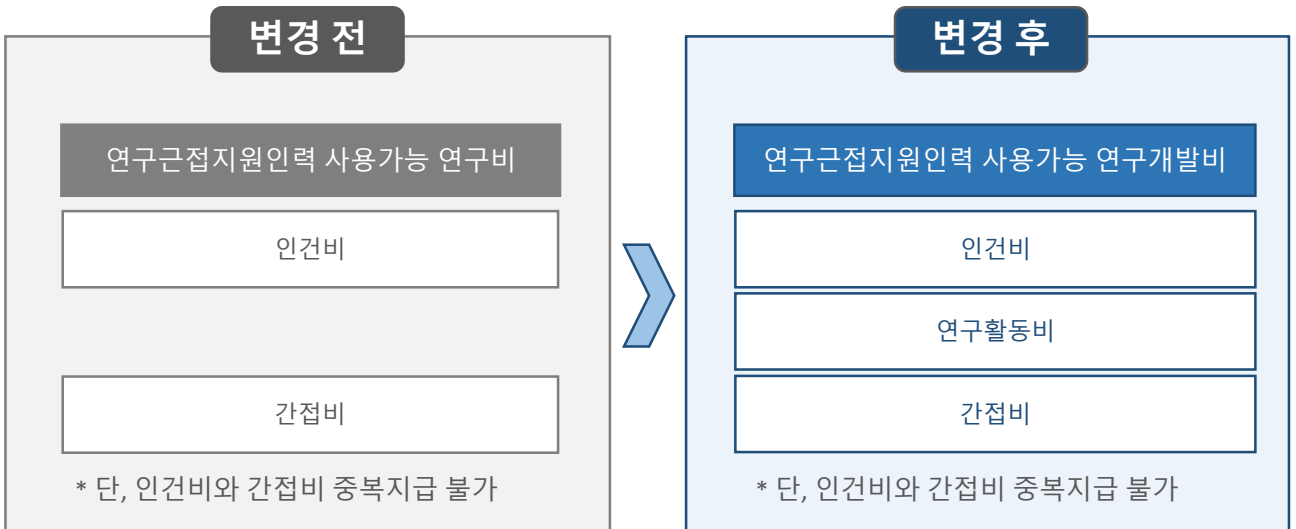 변경 전
연구근접지원인력 사용가능 연구비
인건비
간접비
* 단, 인건비와 간접비 중복지급 불가
변경 후
연구근접지원인력 사용가능 연구개발비
인건비
연구활동비
간접비
* 단, 인건비와 간접비 중복지급 불가